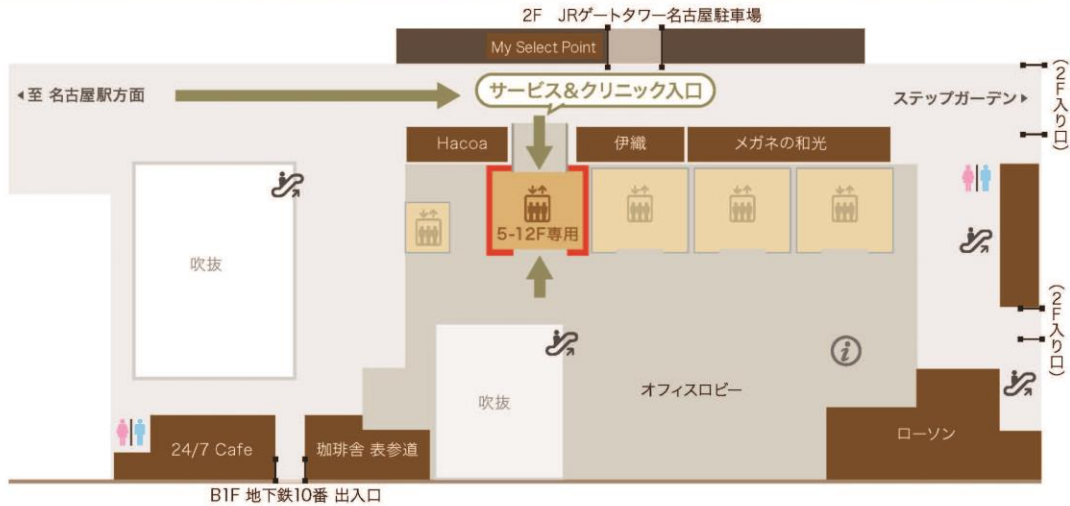 2F JRゲートタワー名古屋駐車場
My Select Point
至 名古屋駅方面
サービス&クリニック入口
ステップガーデン
(2F入り口)
Hacoa
伊織
メガネの和光
5-12F専用
吹抜
(2F入り口)
オフィスロビー
吹抜
24/7 Cafe
珈琲舎 表参道
ローソン
B1F 地下鉄10番 出入口